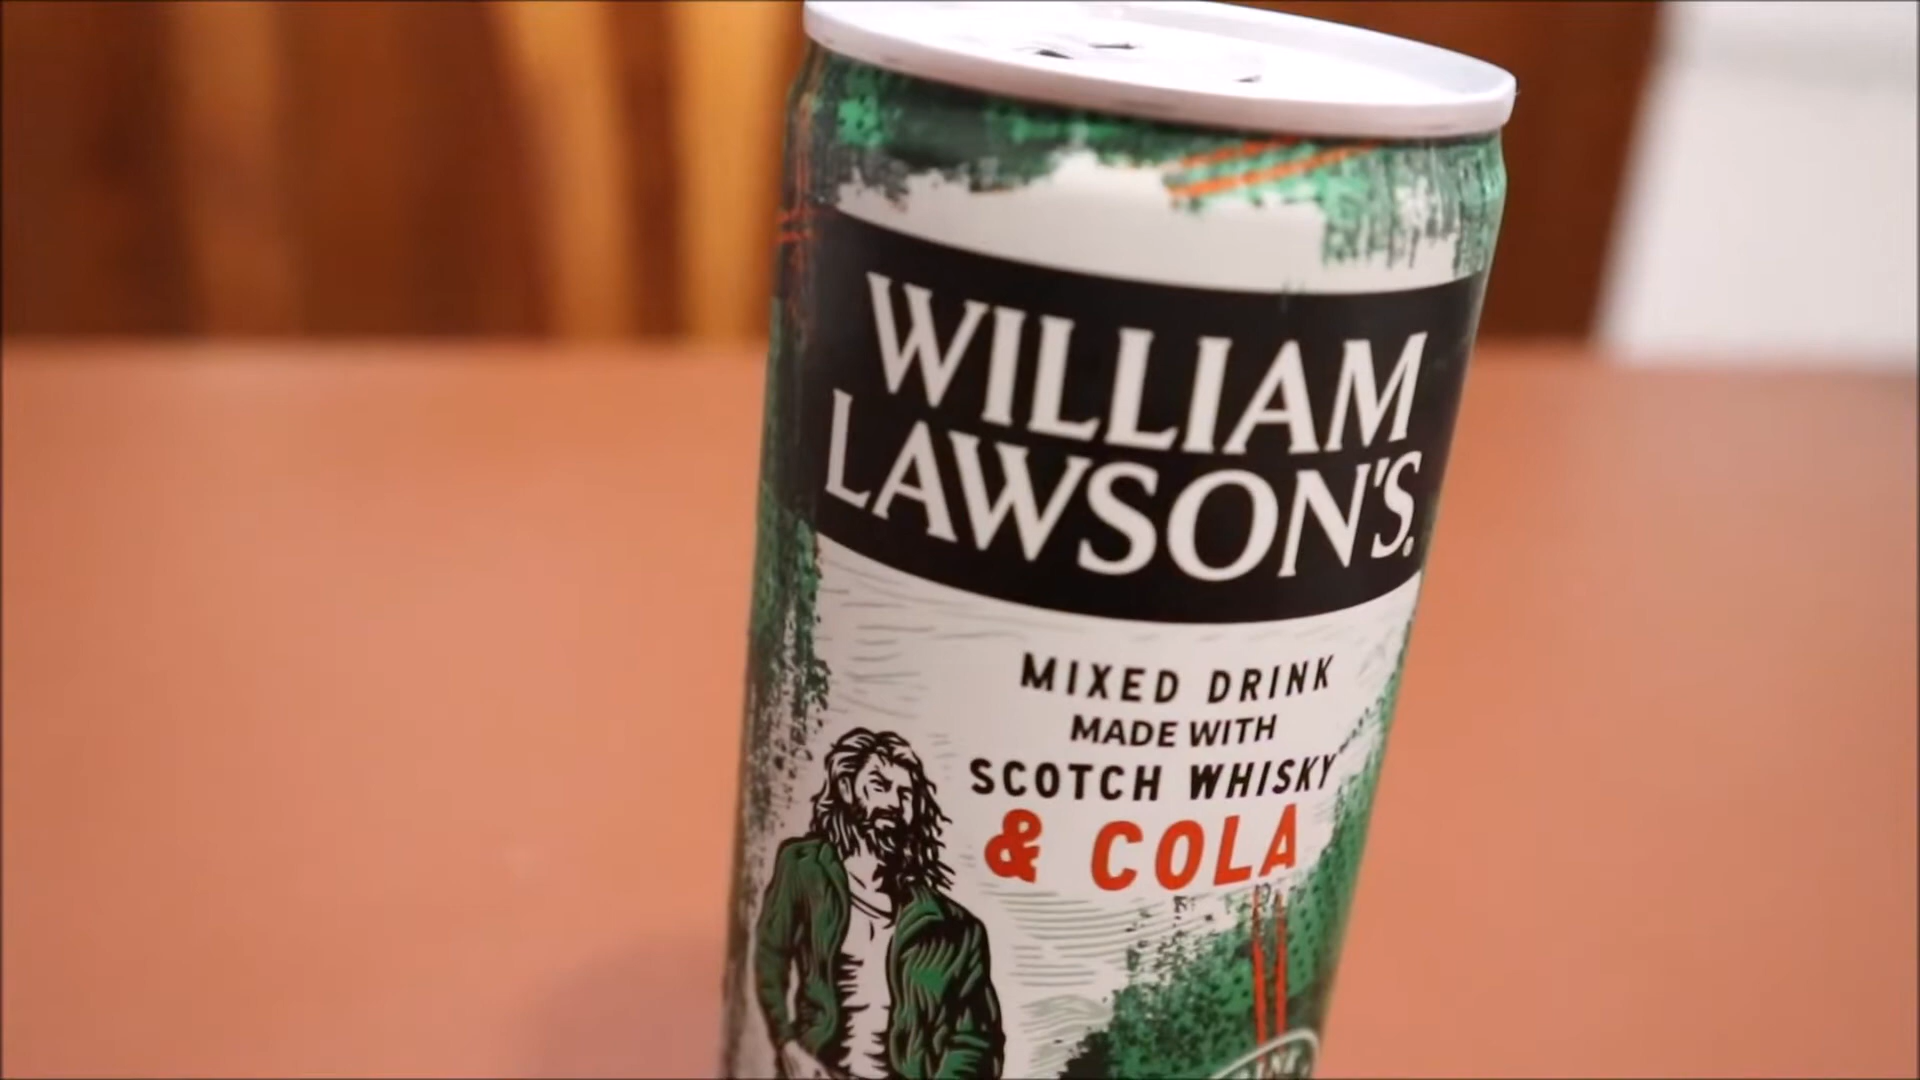 WILLIAM
LAWSON'S.
MIXED DRINK
MADE WITH
SCOTCH WHISKY
& COLA